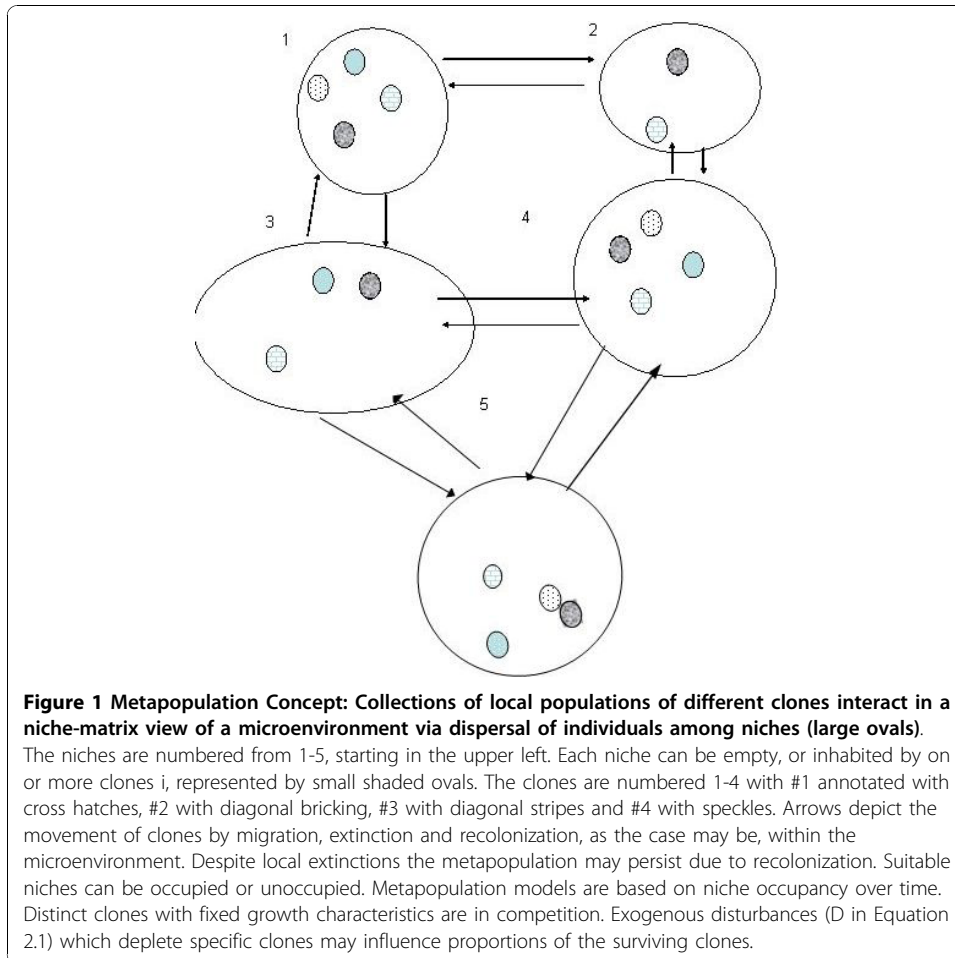 1
2
3
4
5
Figure 1 Metapopulation Concept: Collections of local populations of different clones interact in a
niche-matrix view of a microenvironment via dispersal of individuals among niches (large ovals).
The niches are numbered from 1-5, starting in the upper left. Each niche can be empty, or inhabited by on
or more clones i, represented by small shaded ovals. The clones are numbered 1-4 with #1 annotated with
cross hatches, #2 with diagonal bricking, #3 with diagonal stripes and #4 with speckles. Arrows depict the
movement of clones by migration, extinction and recolonization, as the case may be, within the
microenvironment. Despite local extinctions the metapopulation may persist due to recolonization. Suitable
niches can be occupied or unoccupied. Metapopulation models are based on niche occupancy over time.
Distinct clones with fixed growth characteristics are in competition. Exogenous disturbances (D in Equation
2.1) which deplete specific clones may influence proportions of the surviving clones.